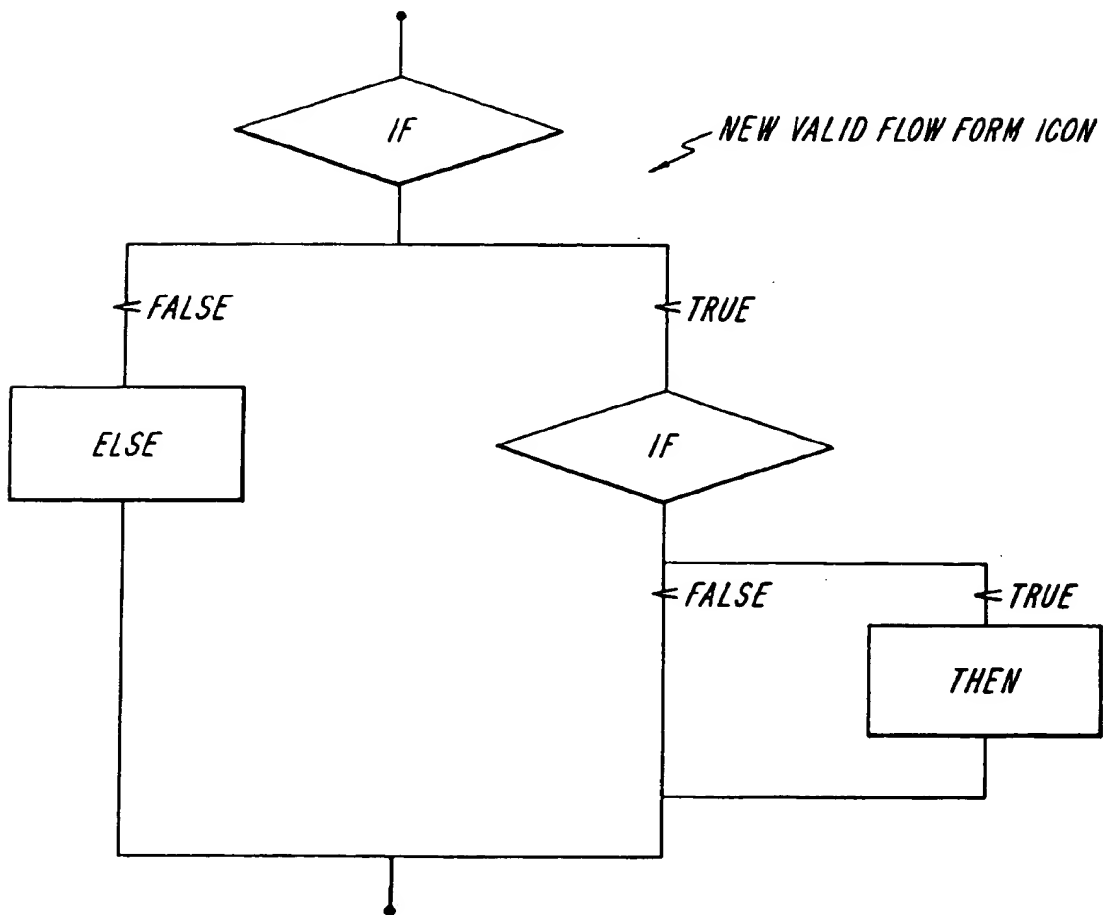 IF
NEW VALID FLOW FORM ICON
FALSE
TRUE
ELSE
IF
FALSE
TRUE
THEN